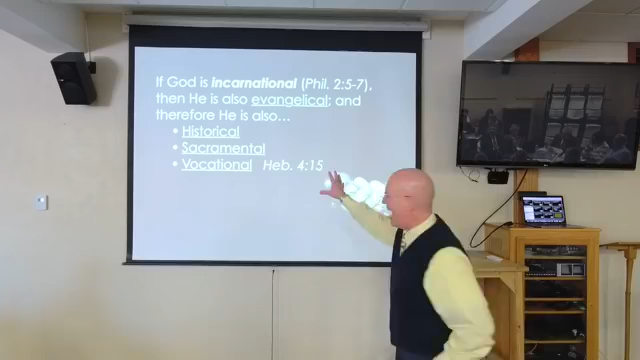 If God is incarnational (Phil. 2:5-7),
then He is also evangelical; and
therefore He is also…
• Historical
• Sacramental
• Vocational Heb. 4:15